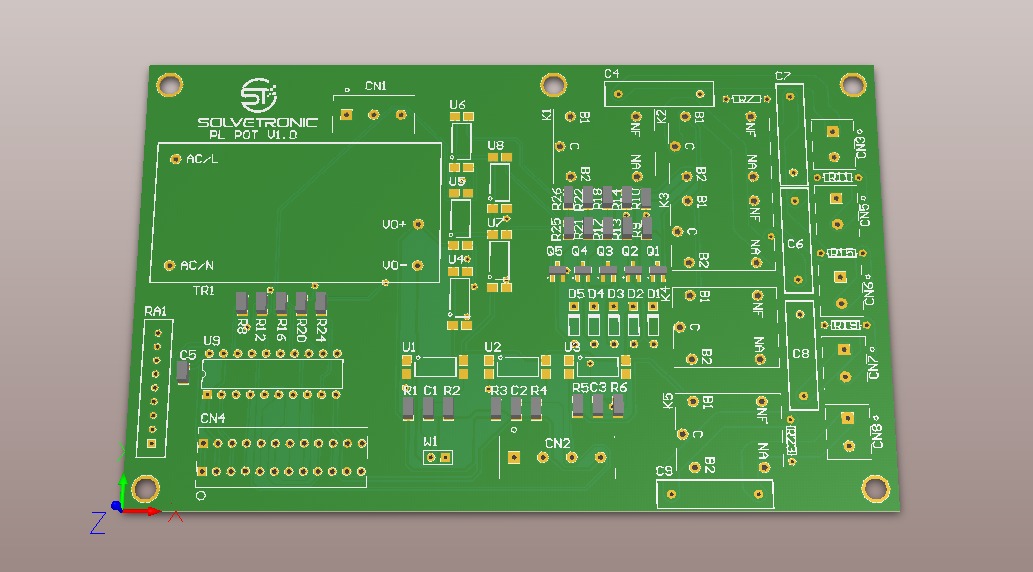 C4
C7
CN1
U6
R7
SOLVETRONIC
PL POT V1.0
K1
B1
NF
K2
B1
NF
C
NA
B2
C
NA
B2
CN3
U8
AC/L
R11
U5
R26
R22
R18
R14
R10
K3
B1
NF
CN5
VO+
U7
R25
R21
R17
R13
R9
C
C6
NA
B2
R15
Q5
Q4
Q3
Q2
Q1
AC/N
VO-
U4
TR1
D5
D4
D3
D2
D1
K4
B1
NF
CN6
RA1
R8
R12
R16
R20
R24
C
R19
U9
U1
U2
U3
NA
B2
C8
CN7
C5
R1
C1
R2
R3
C2
R4
R5
C3
R6
K5
B1
NF
CN4
W1
CN2
C
R23
CN8
NA
B2
C9
Z